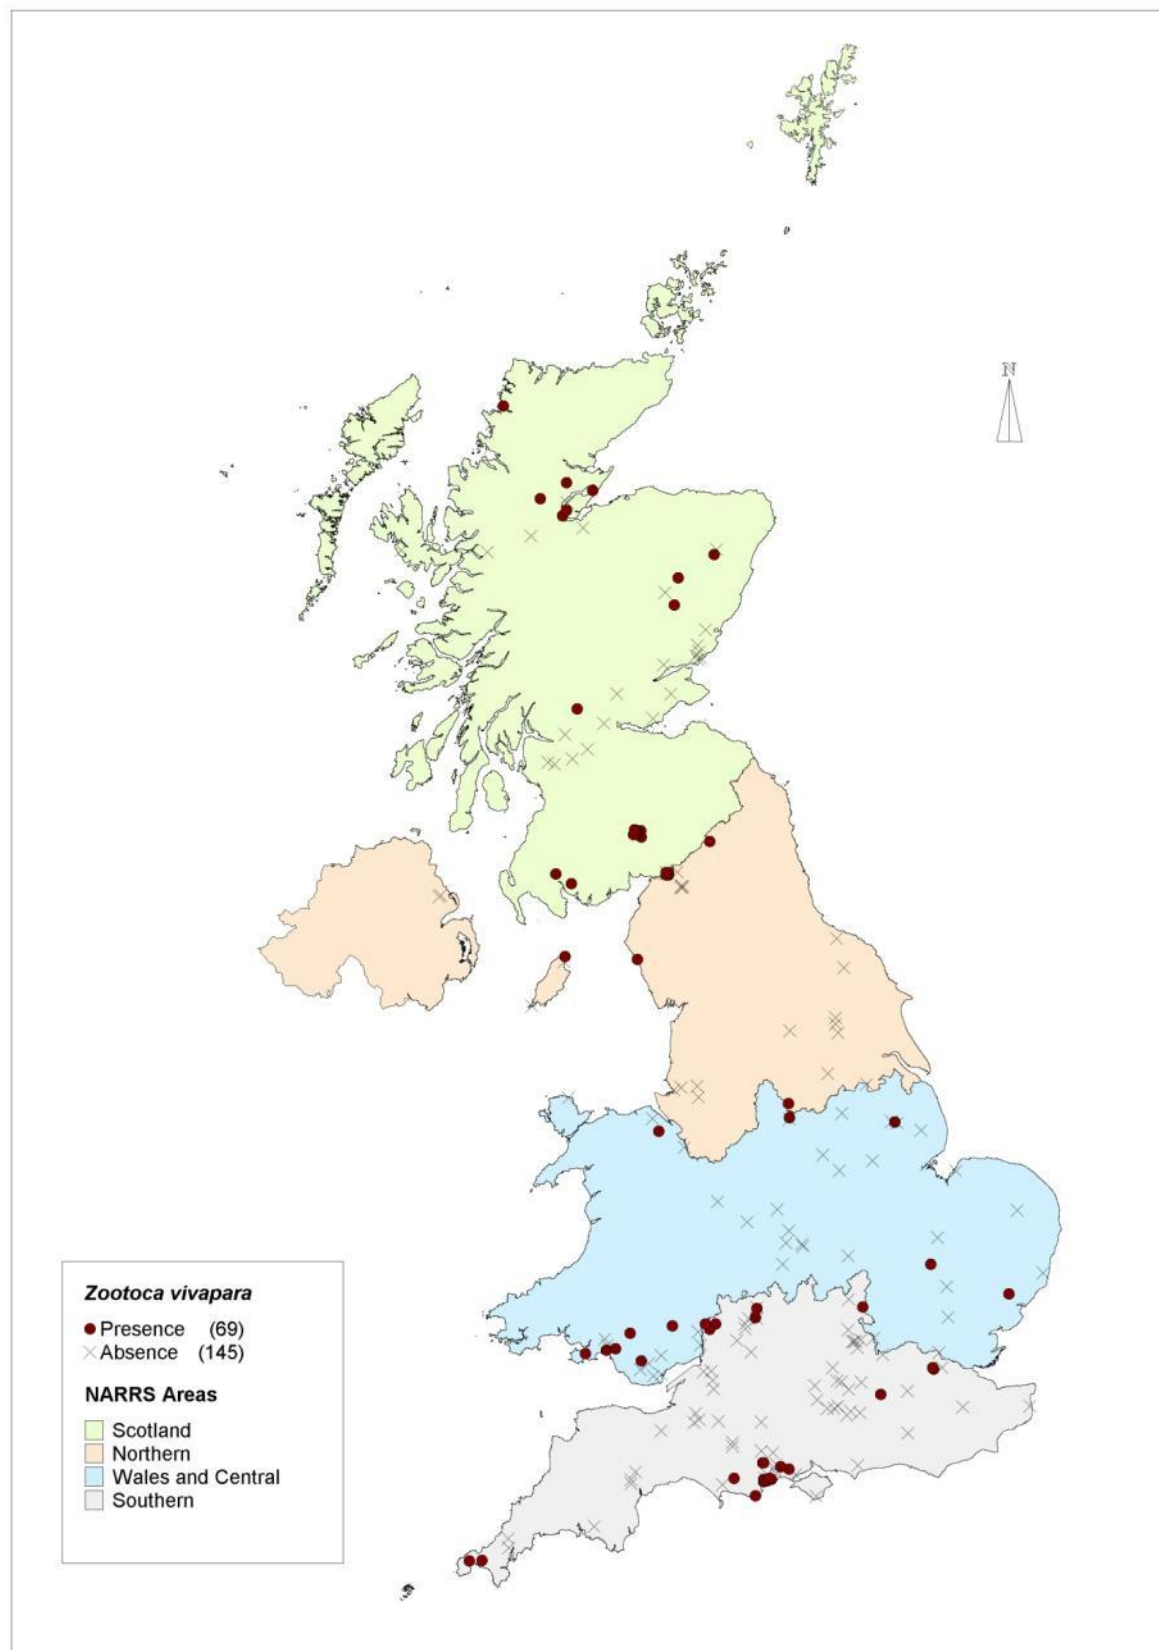 N
Zootoca vivapara
Presence (69)
Absence (145)
NARRS Areas
Scotland
Northern
Wales and Central
Southern